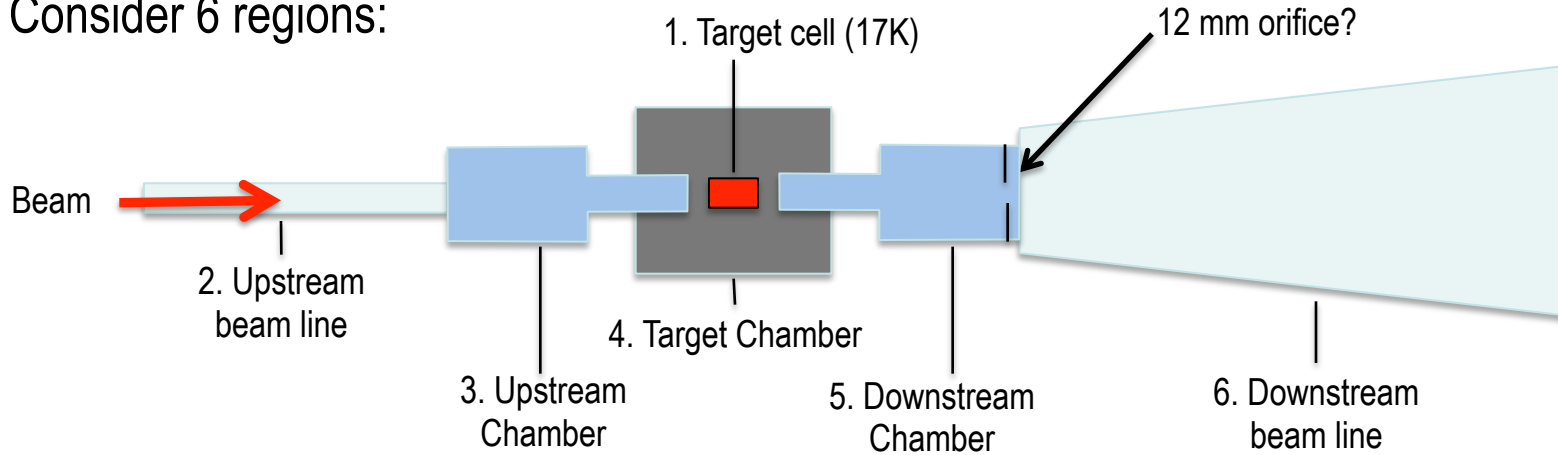 Consider 6 regions:
1. Target cell (17K)
12 mm orifice?
Beam
2. Upstream
beam line
4. Target Chamber
3. Upstream
Chamber
5. Downstream
Chamber
6. Downstream
beam line